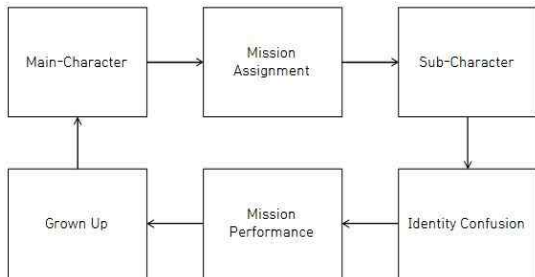 Main-Character
Mission
Assignment
Sub-Character
Grown Up
Mission
Performance
Identity Confusion